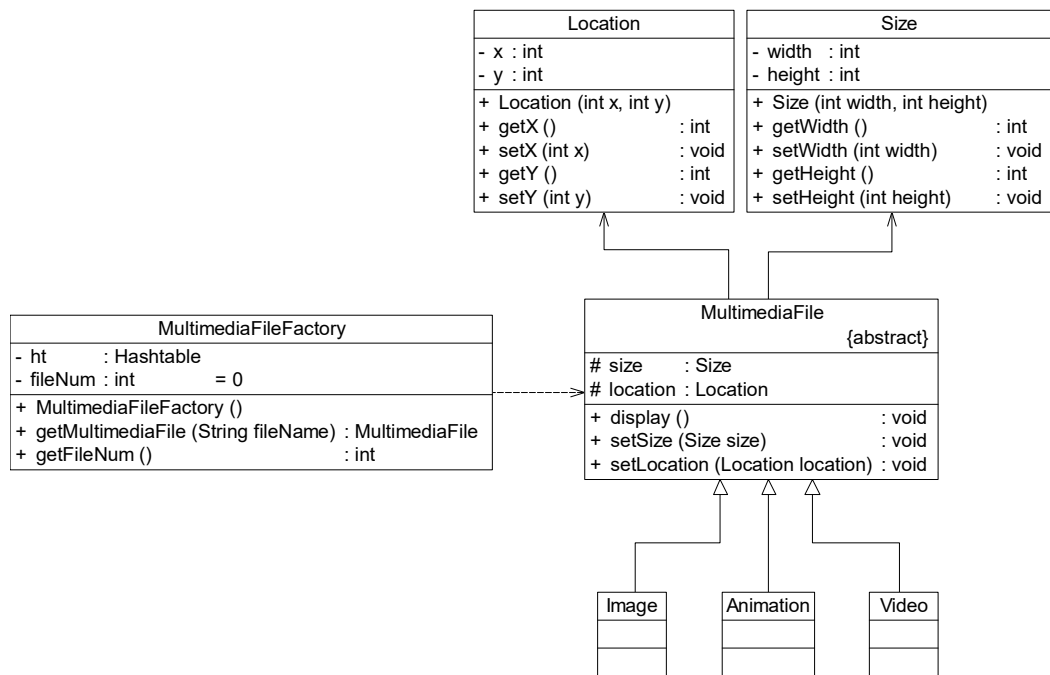 Location
- x : int
- y : int
+ Location (int x, int y)
+ getX () : int
+ setX (int x) : void
+ getY () : int
+ setY (int y) : void
Size
- width : int
- height : int
+ Size (int width, int height)
+ getWidth () : int
+ setWidth (int width) : void
+ getHeight () : int
+ setHeight (int height) : void
MultimediaFileFactory
- ht : Hashtable
- fileNum : int = 0
+ MultimediaFileFactory ()
+ getMultimediaFile (String fileName) : MultimediaFile
+ getFileNum () : int
MultimediaFile
{abstract}
# size : Size
# location : Location
+ display () : void
+ setSize (Size size) : void
+ setLocation (Location location) : void
Image
Animation
Video